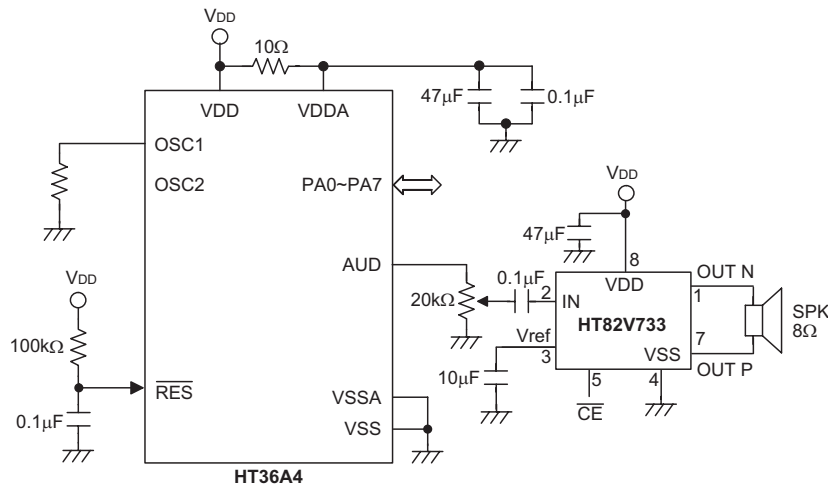 VDD
10Ω
VDD
VDDA
47μF
0.1μF
OSC1
OSC2
PA0~PA7
VDD
47μF
8
VDD
OUT N
1
AUD
20kΩ
0.1μF
2
IN
HT82V733
SPK
8Ω
VDD
100kΩ
Vref
3
7
VSS
OUT P
10μF
5
4
CE
RES
0.1μF
VSSA
VSS
HT36A4